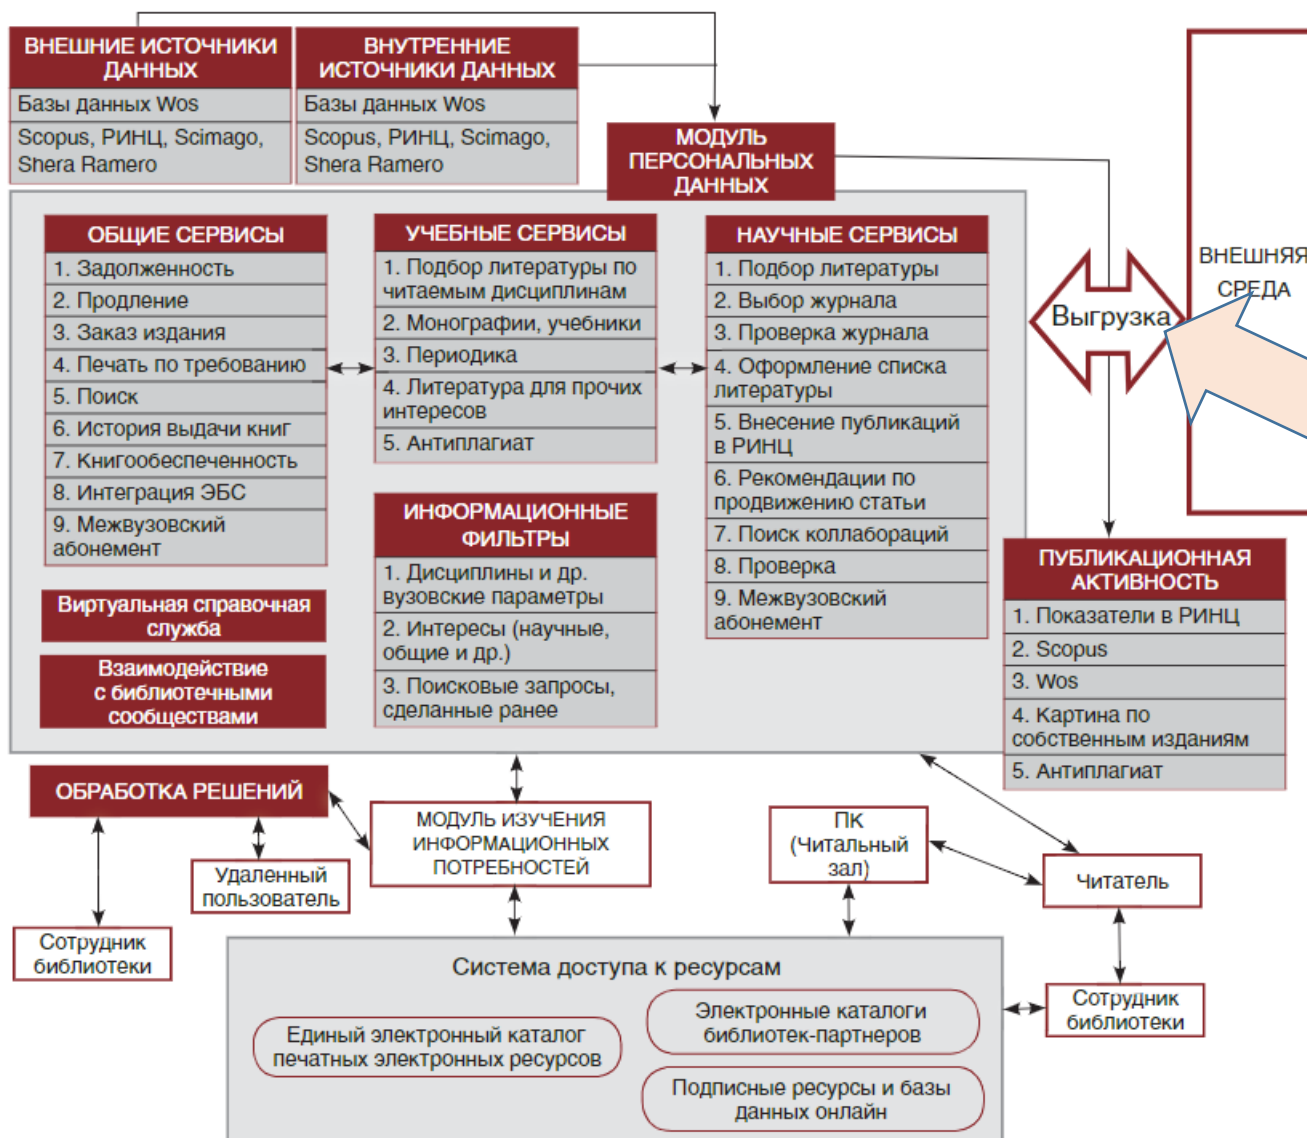 ВНЕШНИЕ ИСТОЧНИКИ
ДАННЫХ
Базы данных Wos
Scopus, РИНЦ, Scimago,
Shera Ramero
ВНУТРЕННИЕ
ИСТОЧНИКИ ДАННЫХ
Базы данных Wos
Scopus, РИНЦ, Scimago,
Shera Ramero
МОДУЛЬ
ПЕРСОНАЛЬНЫХ
ДАННЫХ
ОБЩИЕ СЕРВИСЫ
1. Задолженность
2. Продление
3. Заказ издания
4. Печать по требованию
5. Поиск
6. История выдачи книг
7. Книгообеспеченность
8. Интеграция ЭБС
9. Межвузовский
абонемент
Виртуальная справочная
служба
Взаимодействие
с библиотечными
сообществами
УЧЕБНЫЕ СЕРВИСЫ
1. Подбор литературы по
читаемым дисциплинам
2. Монографии, учебники
3. Периодика
4. Литература для прочих
интересов
5. Антиплагиат
ИНФОРМАЦИОННЫЕ
ФИЛЬТРЫ
1. Дисциплины и др.
вузовские параметры
2. Интересы (научные,
общие и др.)
3. Поисковые запросы,
сделанные ранее
НАУЧНЫЕ СЕРВИСЫ
1. Подбор литературы
2. Выбор журнала
3. Проверка журнала
4. Оформление списка
литературы
5. Внесение публикаций
в РИНЦ
6. Рекомендации по
продвижению статьи
7. Поиск коллабораций
8. Проверка
9. Межвузовский
абонемент
Выгрузка
ВНЕШНЯЯ
СРЕДА
ПУБЛИКАЦИОННАЯ
АКТИВНОСТЬ
1. Показатели в РИНЦ
2. Scopus
3. Wos
4. Картина по
собственным изданиям
5. Антиплагиат
ОБРАБОТКА РЕШЕНИЙ
Удаленный
пользователь
Сотрудник
библиотеки
МОДУЛЬ ИЗУЧЕНИЯ
ИНФОРМАЦИОННЫХ
ПОТРЕБНОСТЕЙ
ПК
(Читальный
зал)
Читатель
Сотрудник
библиотеки
Система доступа к ресурсам
Единый электронный каталог
печатных электронных ресурсов
Электронные каталоги
библиотек-партнеров
Подписные ресурсы и базы
данных онлайн